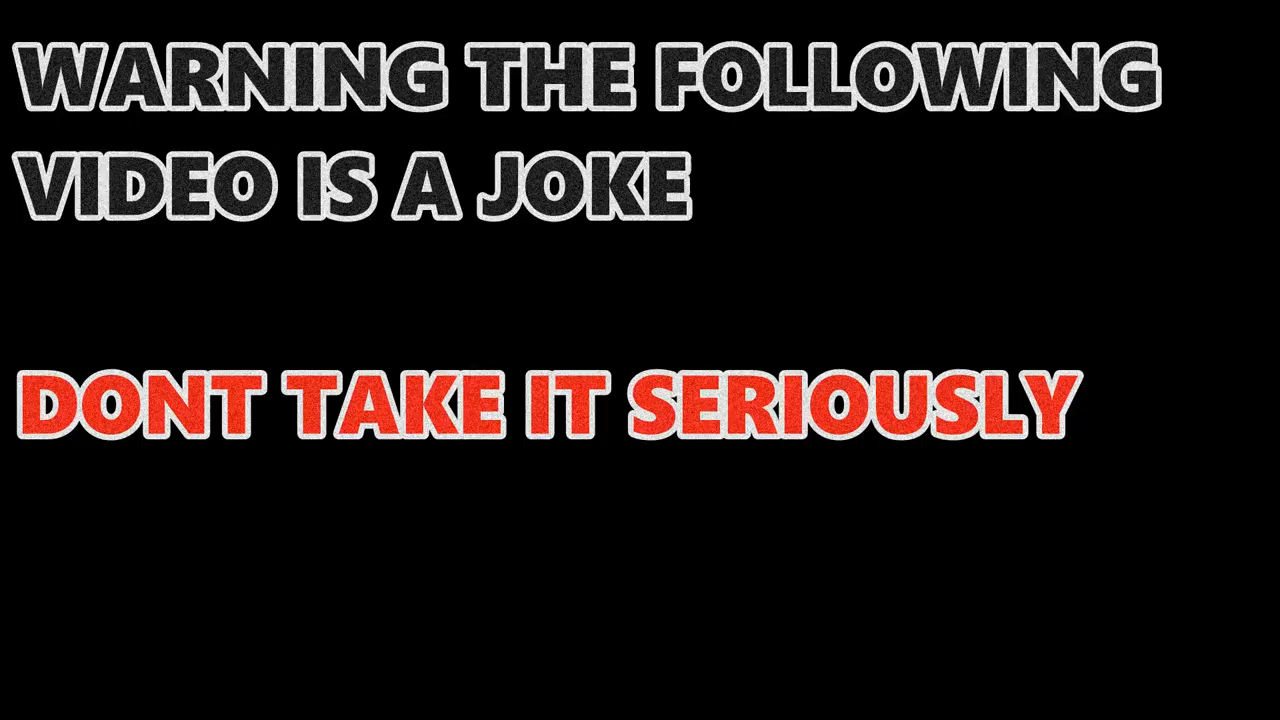 WARNING THE FOLLOWING
VIDEO IS A JOKE
DONT TAKE IT SERIOUSLY